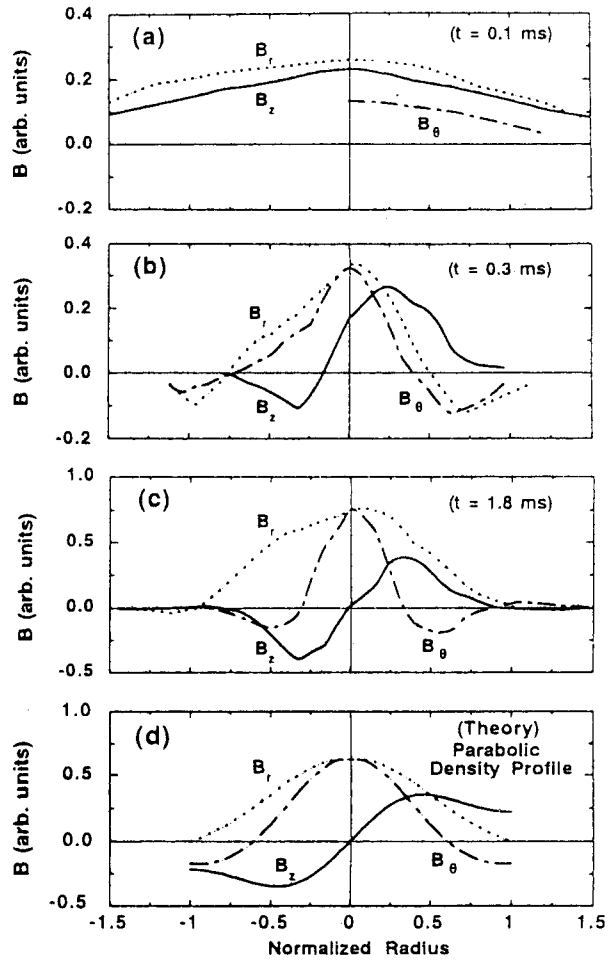 (a)
(t = 0.1 ms)
B_r
B_z
B_θ
0.4
0.2
0.0
-0.2
B (arb. units)
(b)
(t = 0.3 ms)
B_r
B_z
B_θ
0.4
0.2
0.0
-0.2
B (arb. units)
(c)
(t = 1.8 ms)
B_r
B_z
B_θ
1.0
0.5
0.0
-0.5
B (arb. units)
(d)
(Theory)
Parabolic
Density Profile
B_r
B_z
B_θ
1.0
0.5
0.0
-0.5
B (arb. units)
-1.5 -1 -0.5 0 0.5 1 1.5
Normalized Radius